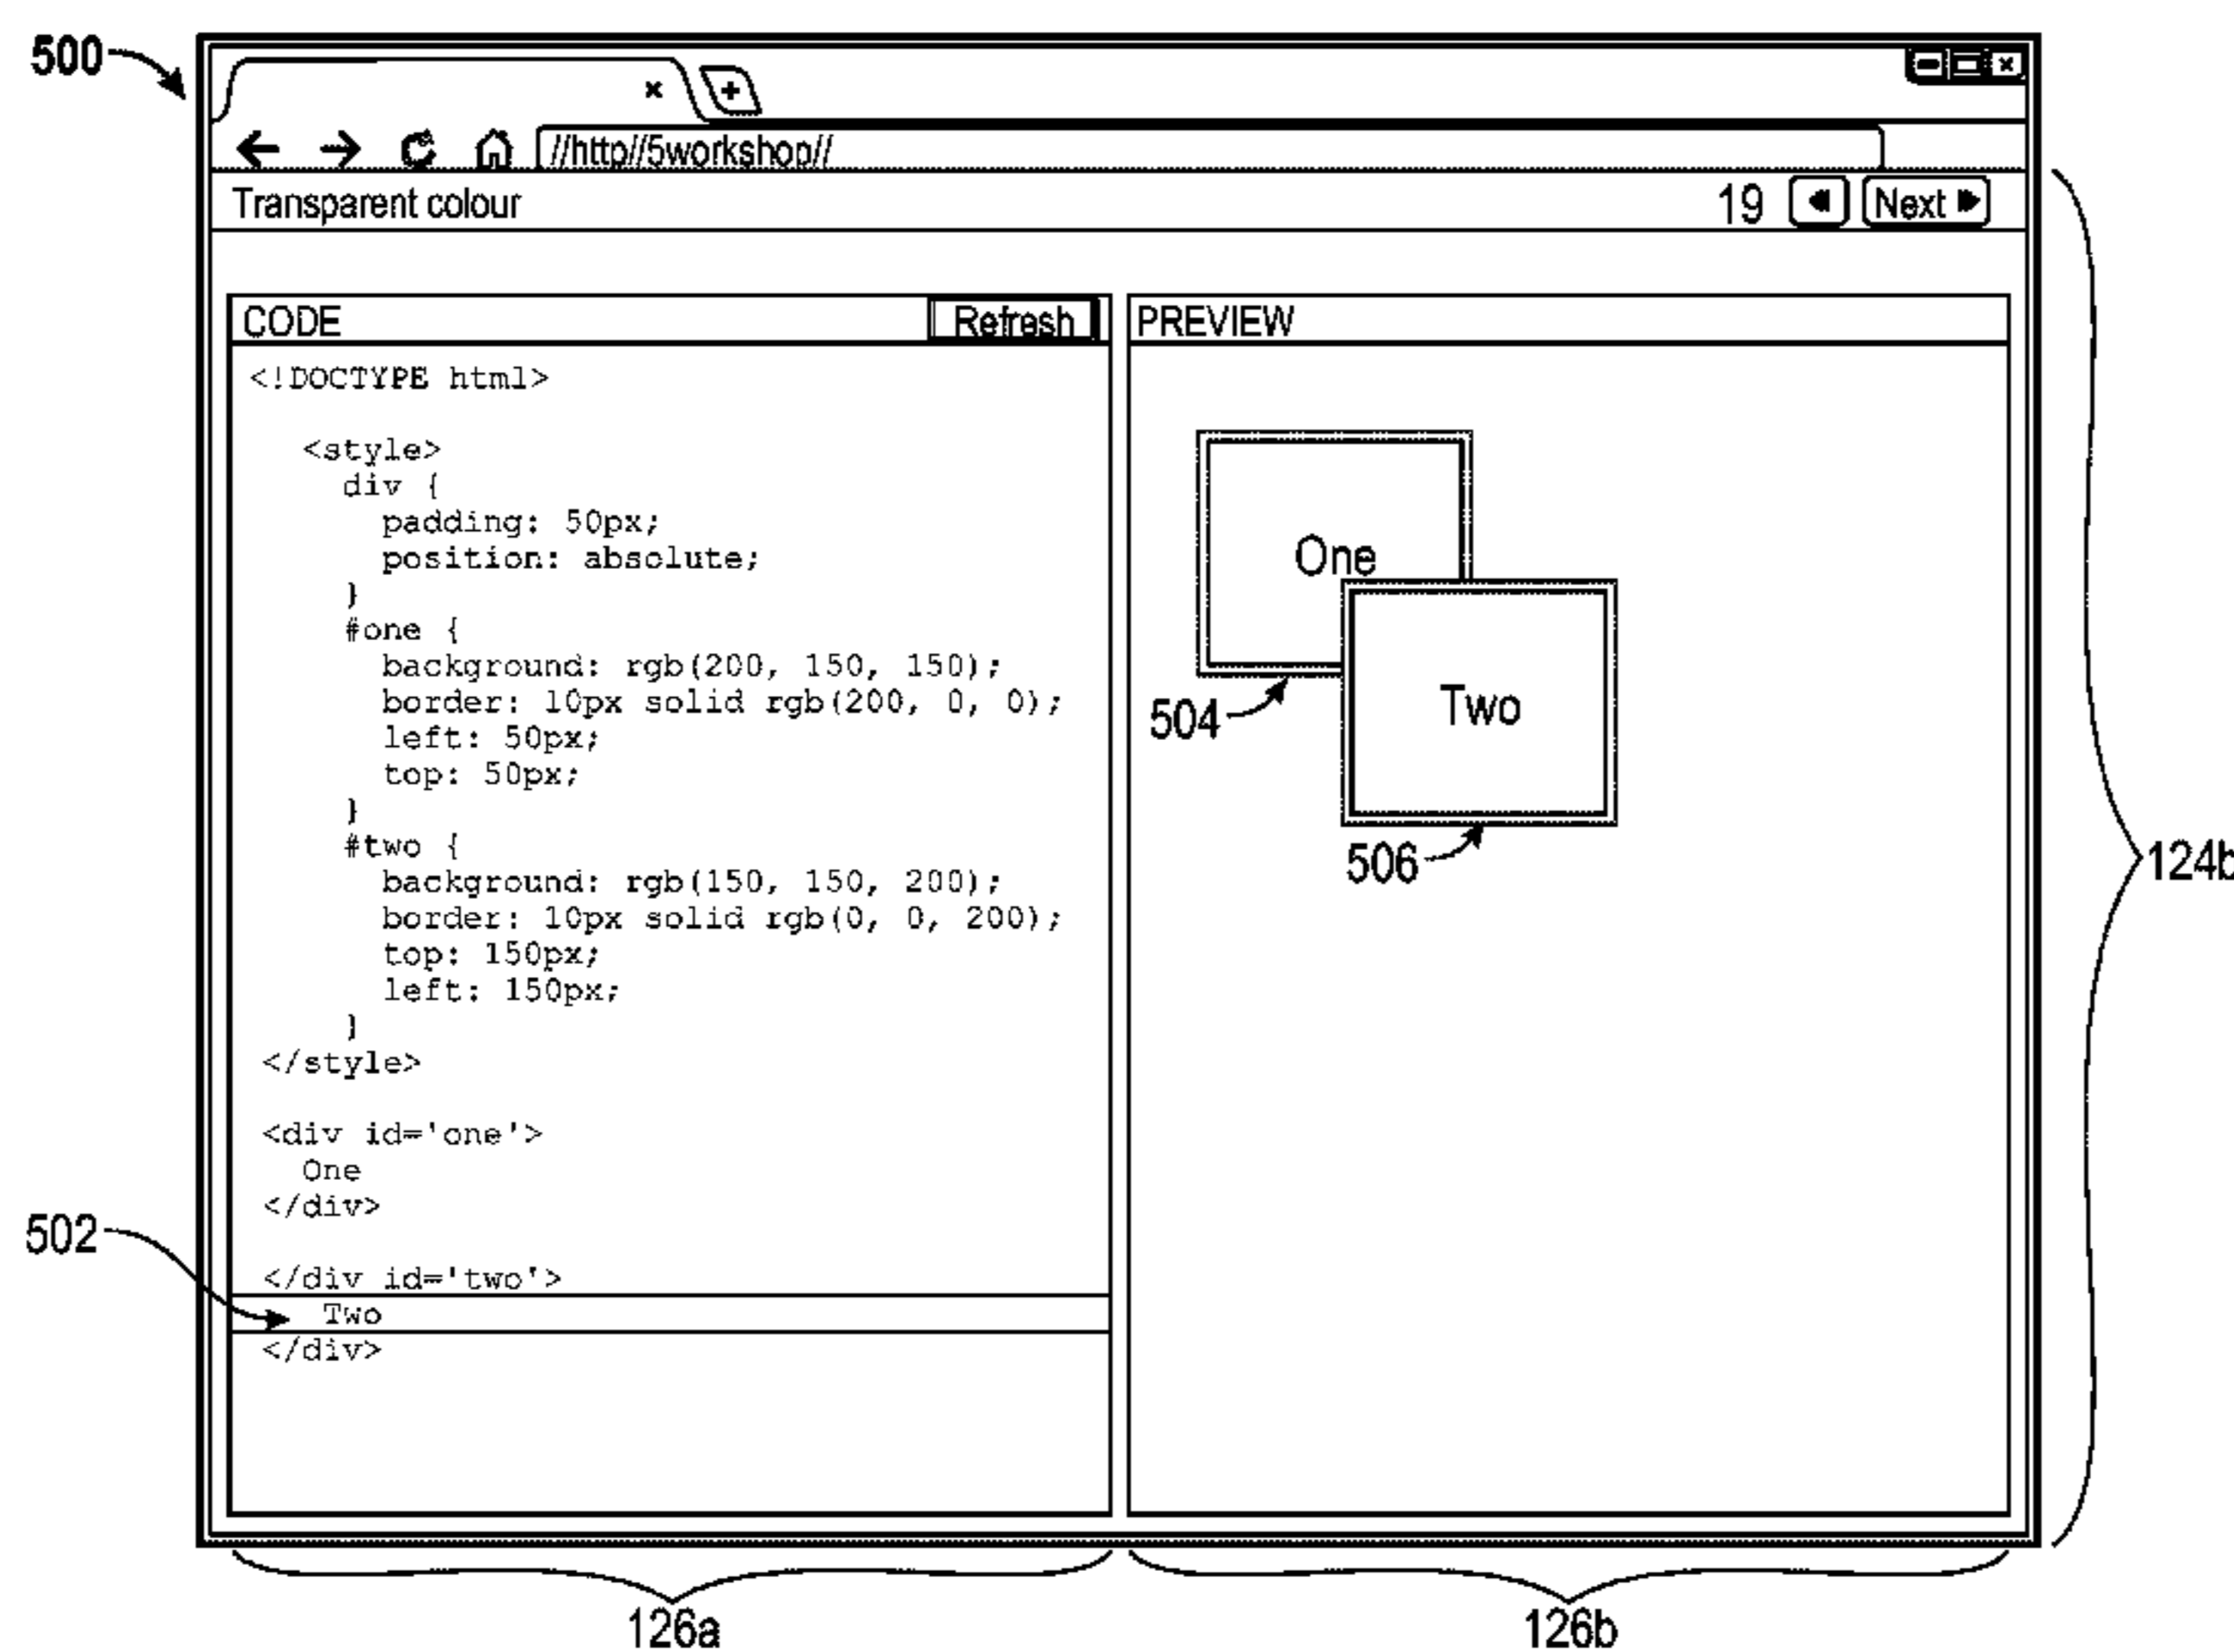 500
x +
//http//5workshop//
Transparent colour 19 Next
CODE Refresh
<!DOCTYPE html>
<style>
div {
padding: 50px;
position: absolute;
}
#one {
background: rgb(200, 150, 150);
border: 10px solid rgb(200, 0, 0);
left: 50px;
top: 50px;
}
#two {
background: rgb(150, 150, 200);
border: 10px solid rgb(0, 0, 200);
top: 150px;
left: 150px;
}
</style>
<div id='one'>
One
</div>
</div id='two'>
502
Two
</div>
PREVIEW
One
504
Two
506
124b
126a
126b